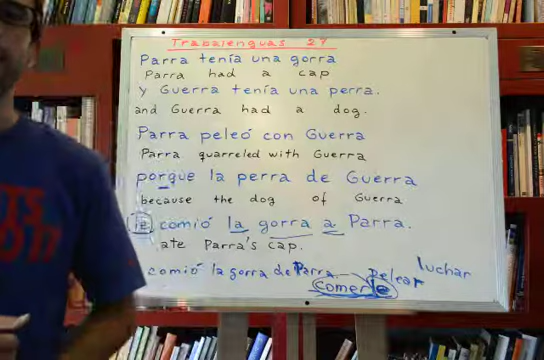 Trabalenguas 27
Parra tenía una gorra
Parra had a cap
y Guerra tenía una perra.
and Guerra had a dog.
Parra peleó con Guerra
Parra quarreled with Guerra
porque la perra de Guerra
because the dog of Guerra
le comió la gorra a Parra.
ate Parra's cap.
comió la gorra de Parra. Pelear luchar
comerle